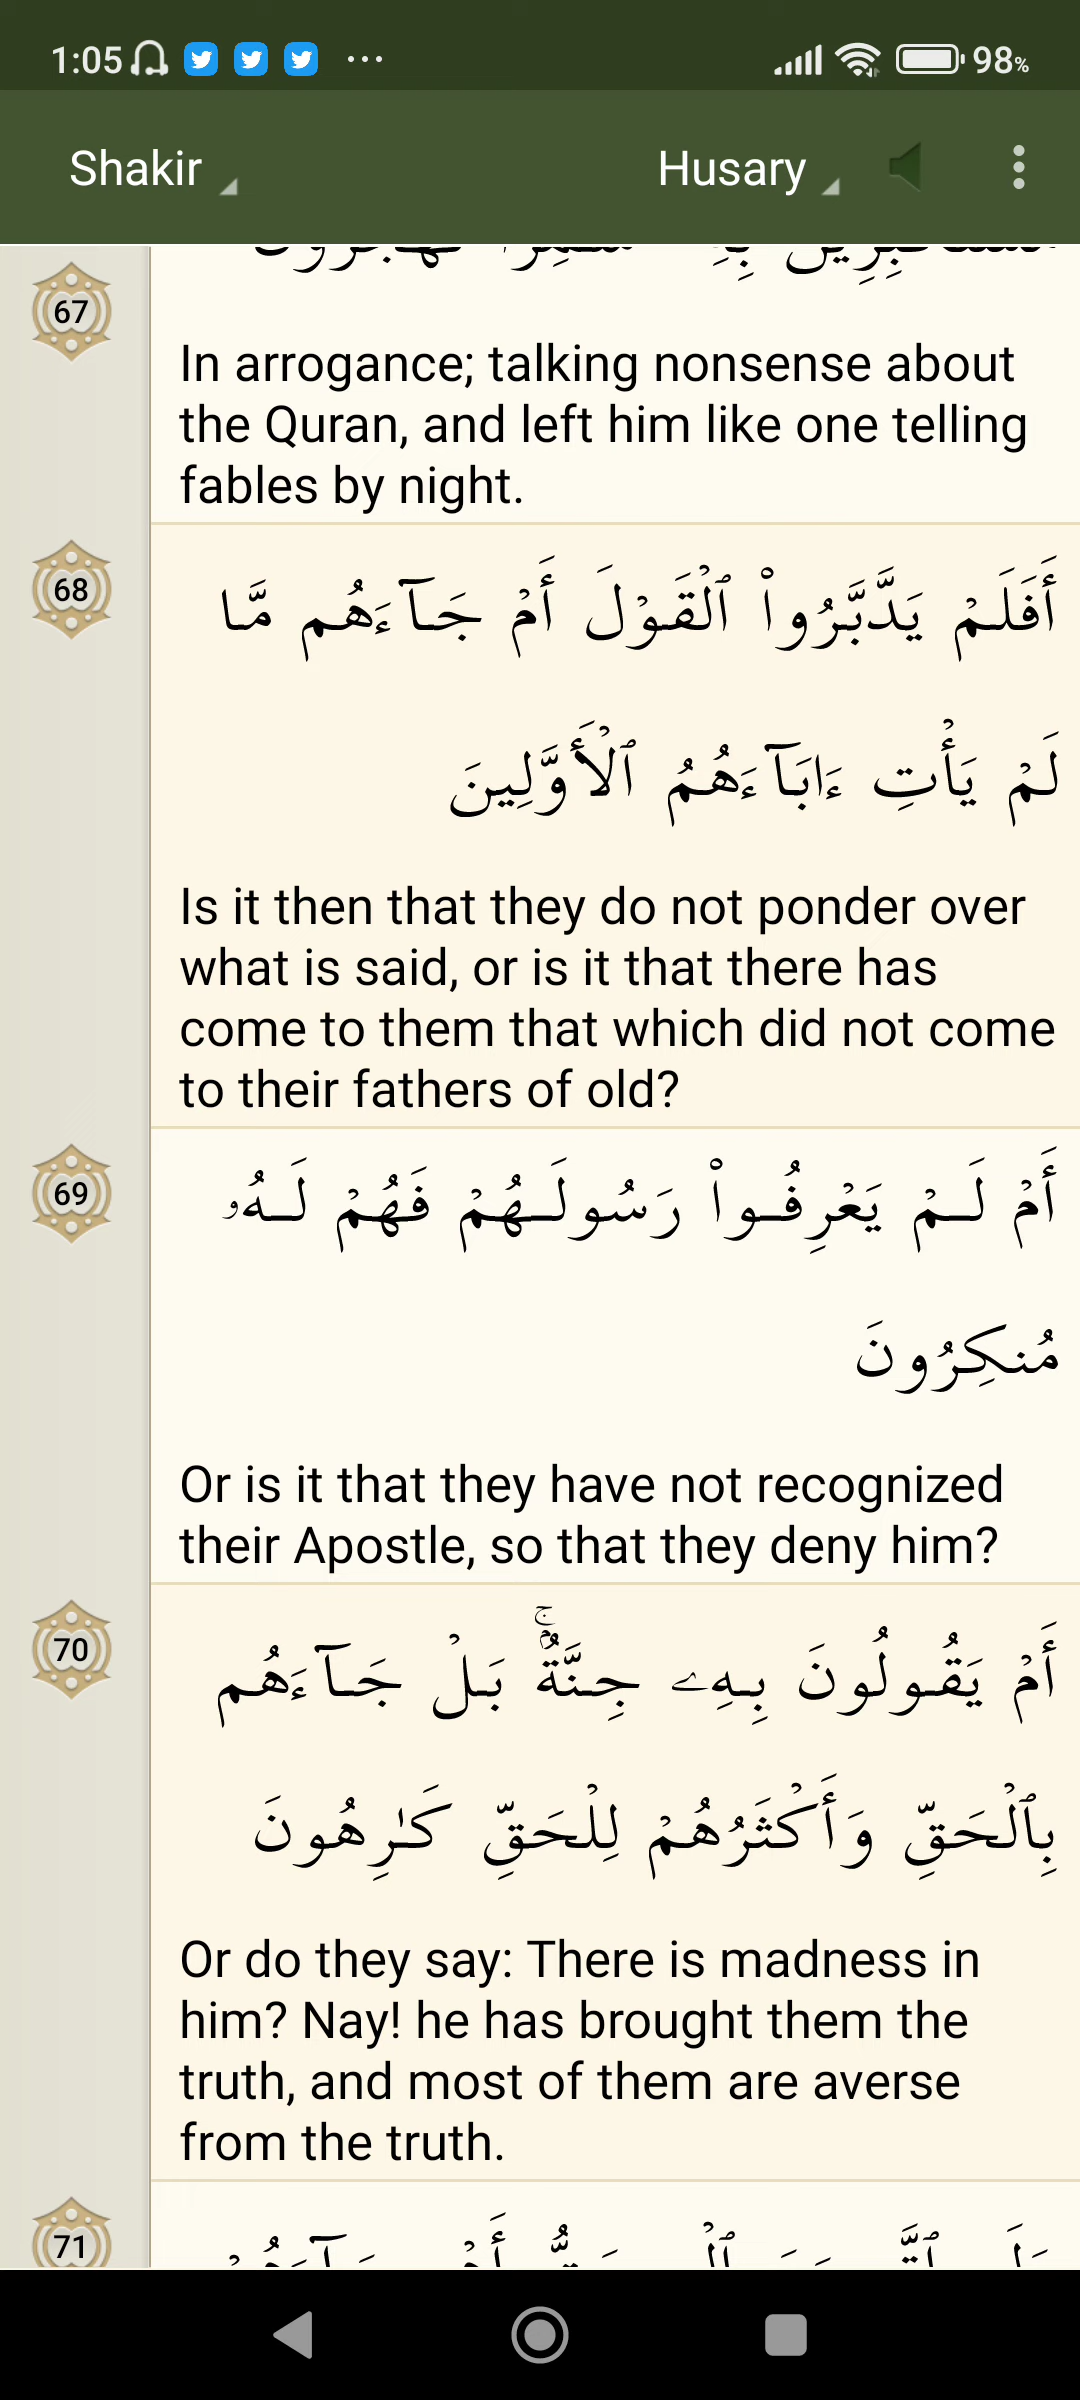 1:05 98%
Shakir Husary
67
In arrogance; talking nonsense about
the Quran, and left him like one telling
fables by night.
68
أَفَلَمْ يَدَّبَّرُوا۟ ٱلْقَوْلَ أَمْ جَآءَهُم مَّا
لَمْ يَأْتِ ءَابَآءَهُمُ ٱلْأَوَّلِينَ
Is it then that they do not ponder over
what is said, or is it that there has
come to them that which did not come
to their fathers of old?
69
أَمْ لَمْ يَعْرِفُوا۟ رَسُولَهُمْ فَهُمْ لَهُۥ
مُنكِرُونَ
Or is it that they have not recognized
their Apostle, so that they deny him?
70
أَمْ يَقُولُونَ بِهِۦ جِنَّةٌۢ ۚ بَلْ جَآءَهُم
بِٱلْحَقِّ وَأَكْثَرُهُمْ لِلْحَقِّ كَٰرِهُونَ
Or do they say: There is madness in
him? Nay! he has brought them the
truth, and most of them are averse
from the truth.
71